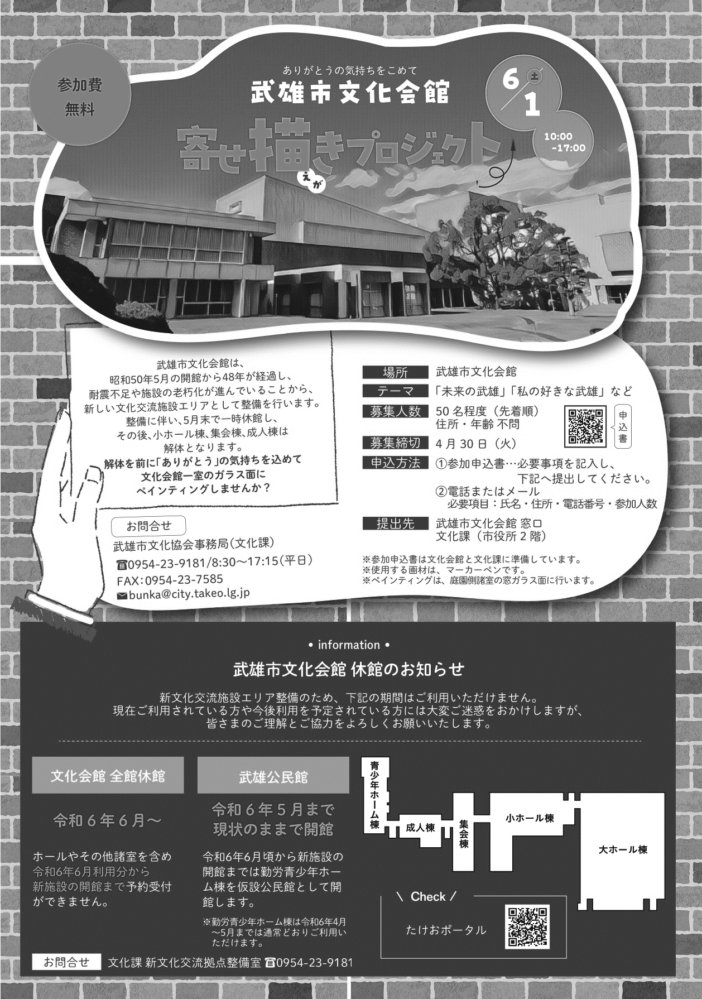 参加費
無料
ありがとうの気持ちをこめて
武雄市文化会館
寄せ描きプロジェクト
えが
6/1
土
10:00
-17:00
武雄市文化会館は、
昭和50年5月の開館から48年が経過し、
耐震不足や施設の老朽化が進んでいることから、
新しい文化交流施設エリアとして整備を行います。
整備に伴い、5月末で一時休館し、
その後、小ホール棟、集会棟、成人棟は
解体となります。
解体を前に「ありがとう」の気持ちを込めて
文化会館一室のガラス面に
ペインティングしませんか？
お問合せ
武雄市文化協会事務局（文化課）
☎0954-23-9181/8:30～17:15（平日）
FAX：0954-23-7585
✉bunka@city.takeo.lg.jp
場所 武雄市文化会館
テーマ 「未来の武雄」「私の好きな武雄」など
募集人数 50 名程度（先着順）
住所・年齢 不問
申込書
募集締切 4 月 30 日（火）
申込方法 ①参加申込書…必要事項を記入し、
下記へ提出してください。
②電話またはメール
必要項目：氏名・住所・電話番号・参加人数
提出先 武雄市文化会館 窓口
文化課（市役所 2 階）
※参加申込書は文化会館と文化課に準備しています。
※使用する画材は、マーカーペンです。
※ペインティングは、庭園側諸室の窓ガラス面に行います。
• information •
武雄市文化会館 休館のお知らせ
新文化交流施設エリア整備のため、下記の期間はご利用いただけません。
現在ご利用されている方や今後利用を予定されている方には大変ご迷惑をおかけしますが、
皆さまのご理解とご協力をよろしくお願いいたします。
文化会館 全館休館
令和 6 年 6 月～
ホールやその他諸室を含め
令和6年6月利用分から
新施設の開館まで予約受付
ができません。
武雄公民館
令和 6 年 5 月まで
現状のままで開館
令和6年6月頃から新施設の
開館までは勤労青少年ホー
ム棟を仮設公民館として開
館します。
※勤労青少年ホーム棟は令和6年4月
～5月までは通常どおりご利用い
ただけます。
青少年ホーム棟
成人棟
集会棟
小ホール棟
大ホール棟
\ Check /
たけおポータル
お問合せ 文化課 新文化交流拠点整備室 ☎0954-23-9181